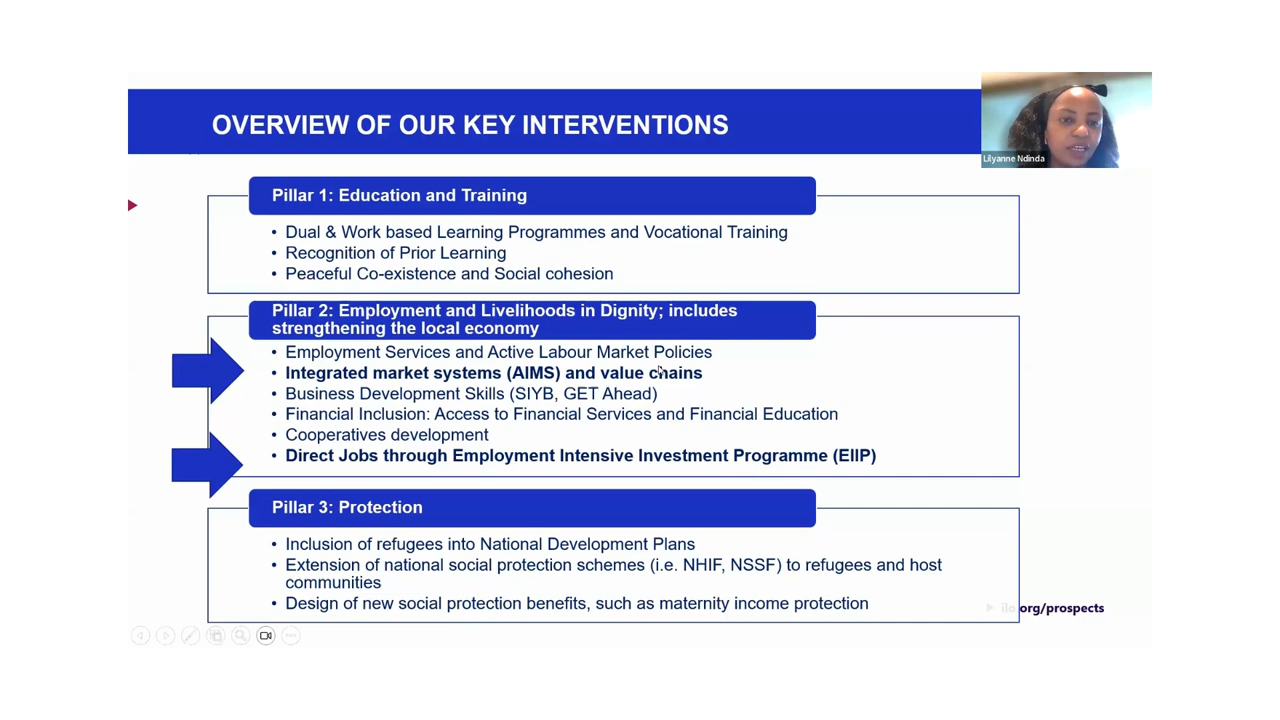 OVERVIEW OF OUR KEY INTERVENTIONS
Lilyanne Ndinda
Pillar 1: Education and Training
• Dual & Work based Learning Programmes and Vocational Training
• Recognition of Prior Learning
• Peaceful Co-existence and Social cohesion
Pillar 2: Employment and Livelihoods in Dignity; includes
strengthening the local economy
• Employment Services and Active Labour Market Policies
• Integrated market systems (AIMS) and value chains
• Business Development Skills (SIYB, GET Ahead)
• Financial Inclusion: Access to Financial Services and Financial Education
• Cooperatives development
• Direct Jobs through Employment Intensive Investment Programme (EIIP)
Pillar 3: Protection
• Inclusion of refugees into National Development Plans
• Extension of national social protection schemes (i.e. NHIF, NSSF) to refugees and host
communities
• Design of new social protection benefits, such as maternity income protection
ilo.org/prospects